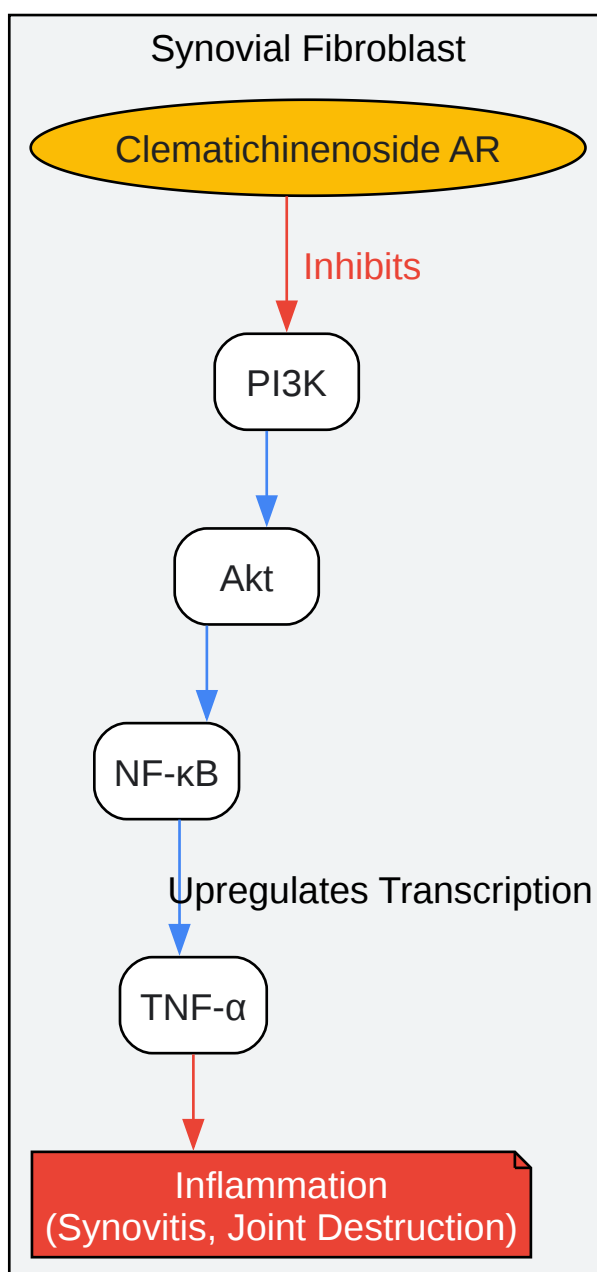 Synovial Fibroblast
Clematichinenoside AR
Inhibits
PI3K
Akt
NF-κB
Upregulates Transcription
TNF-α
Inflammation
(Synovitis, Joint Destruction)